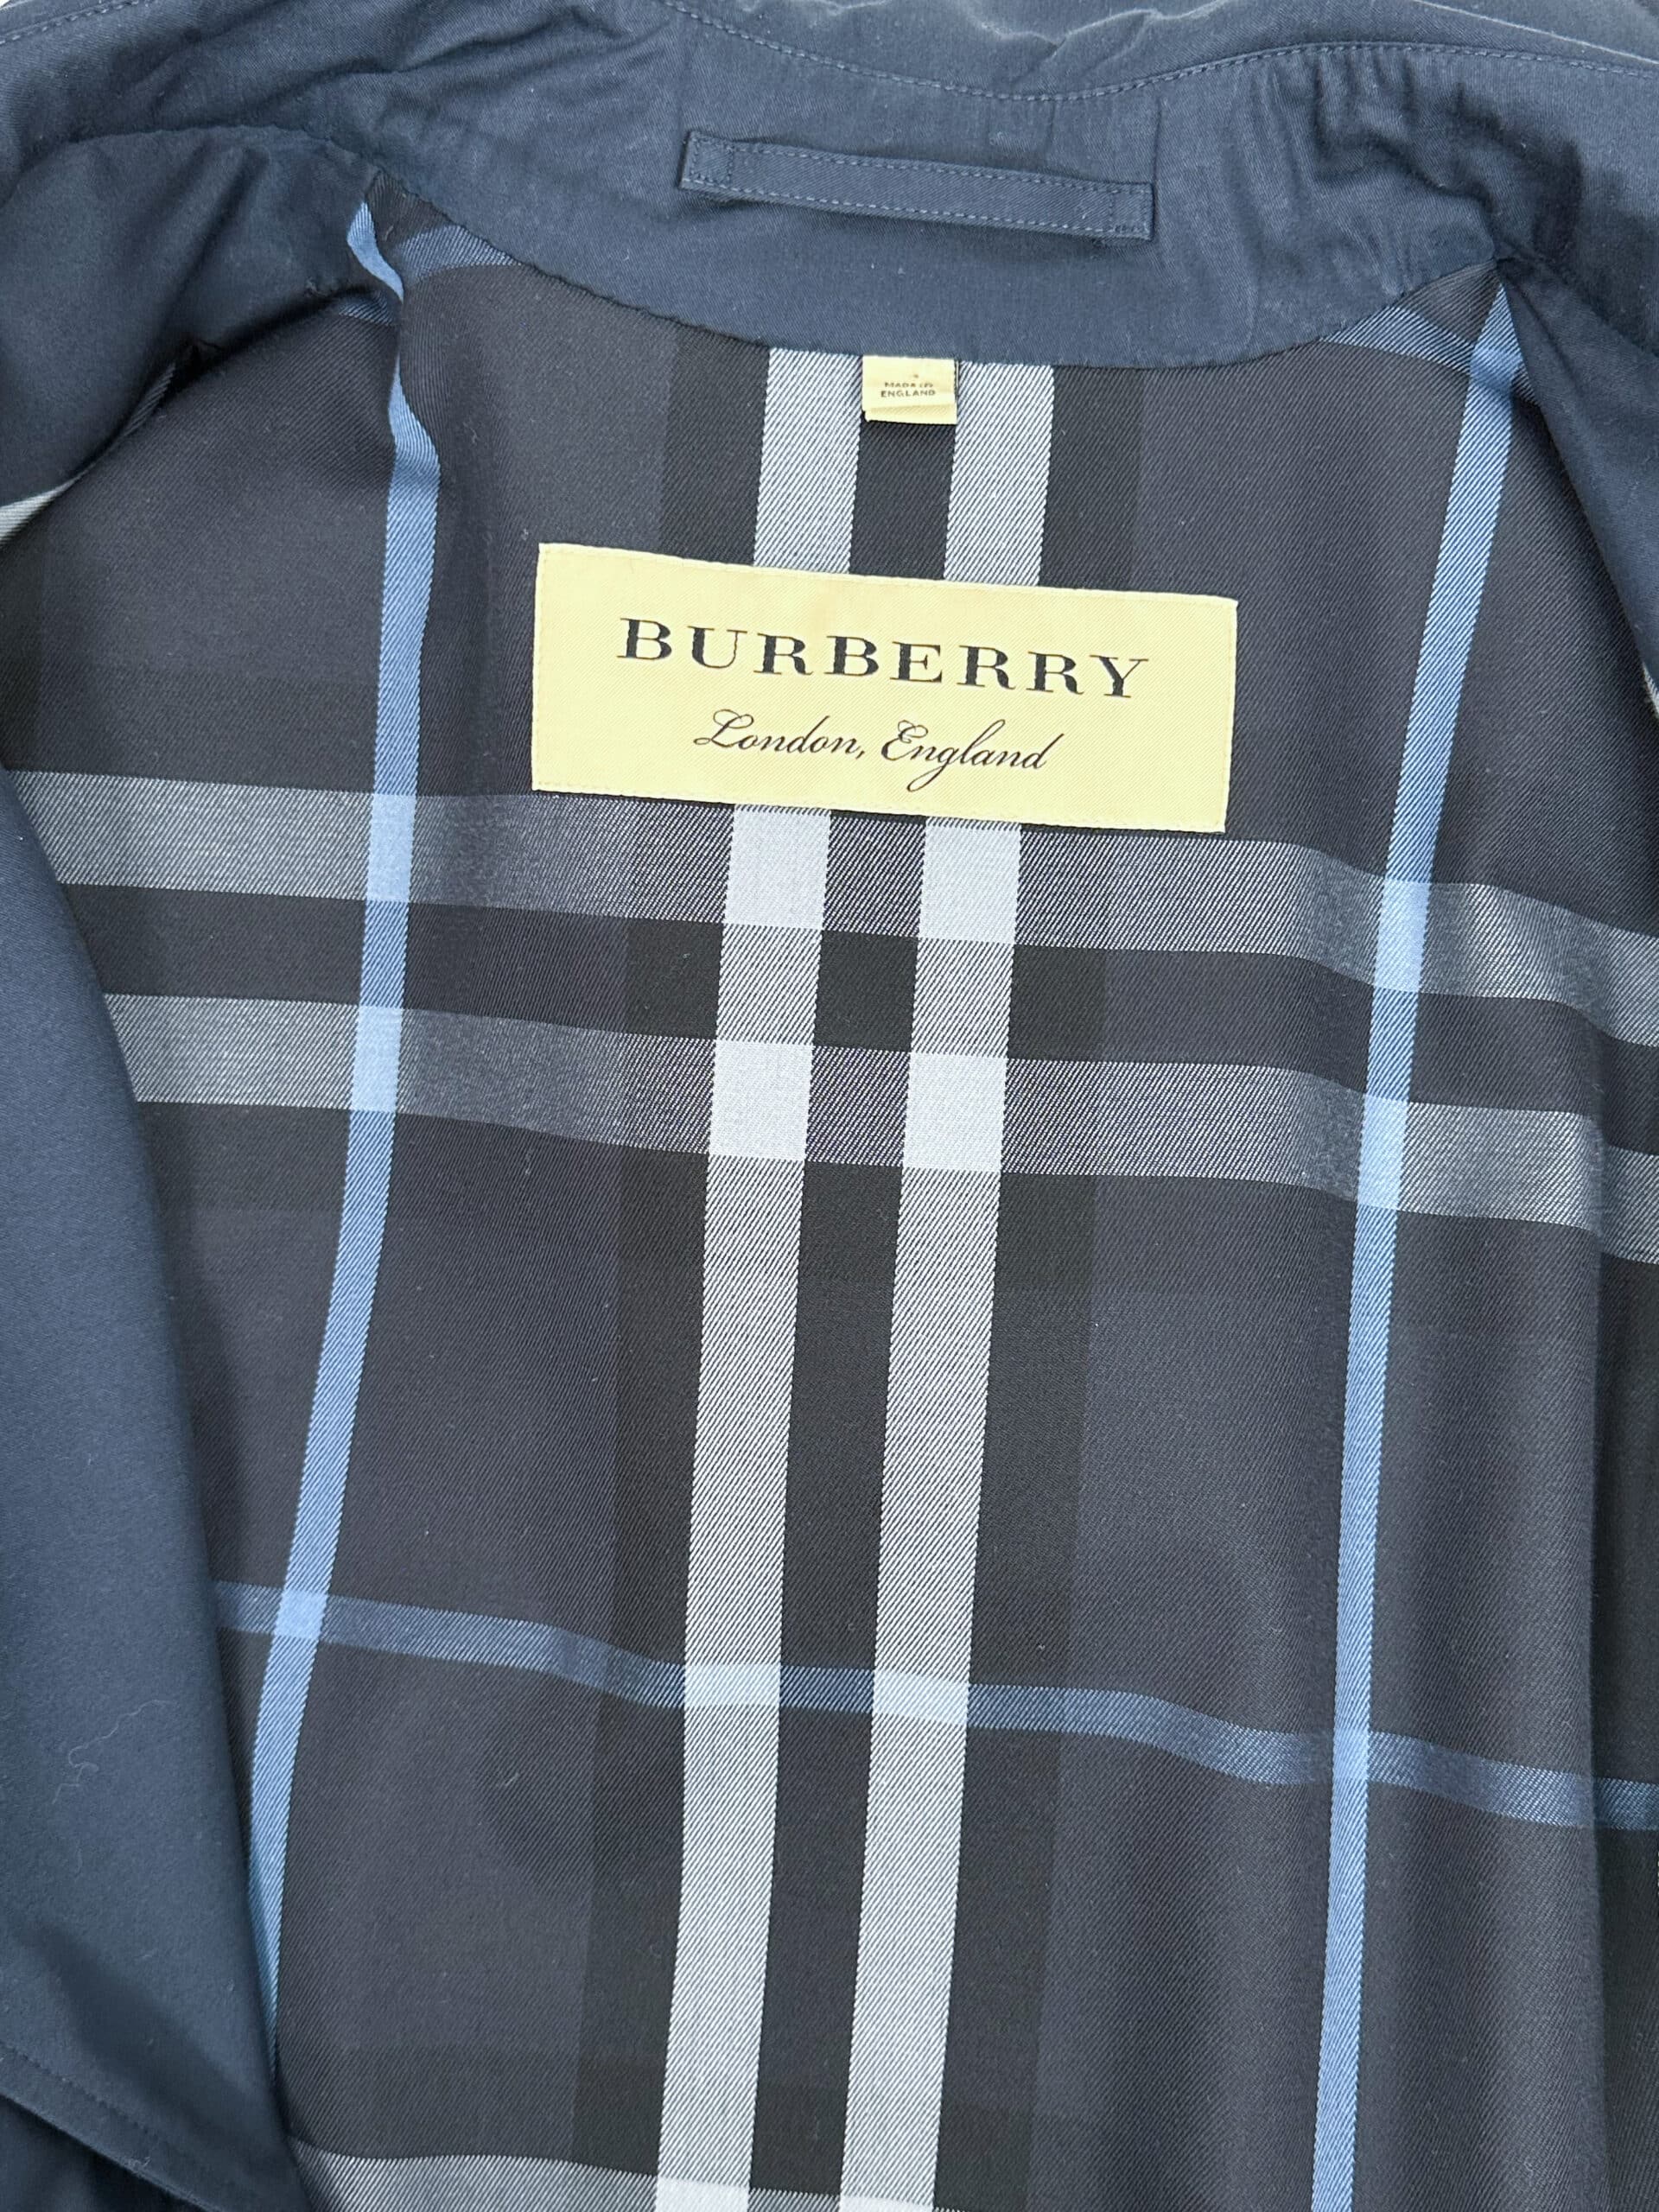 MADE IN
ENGLAND
BURBERRY
London, England